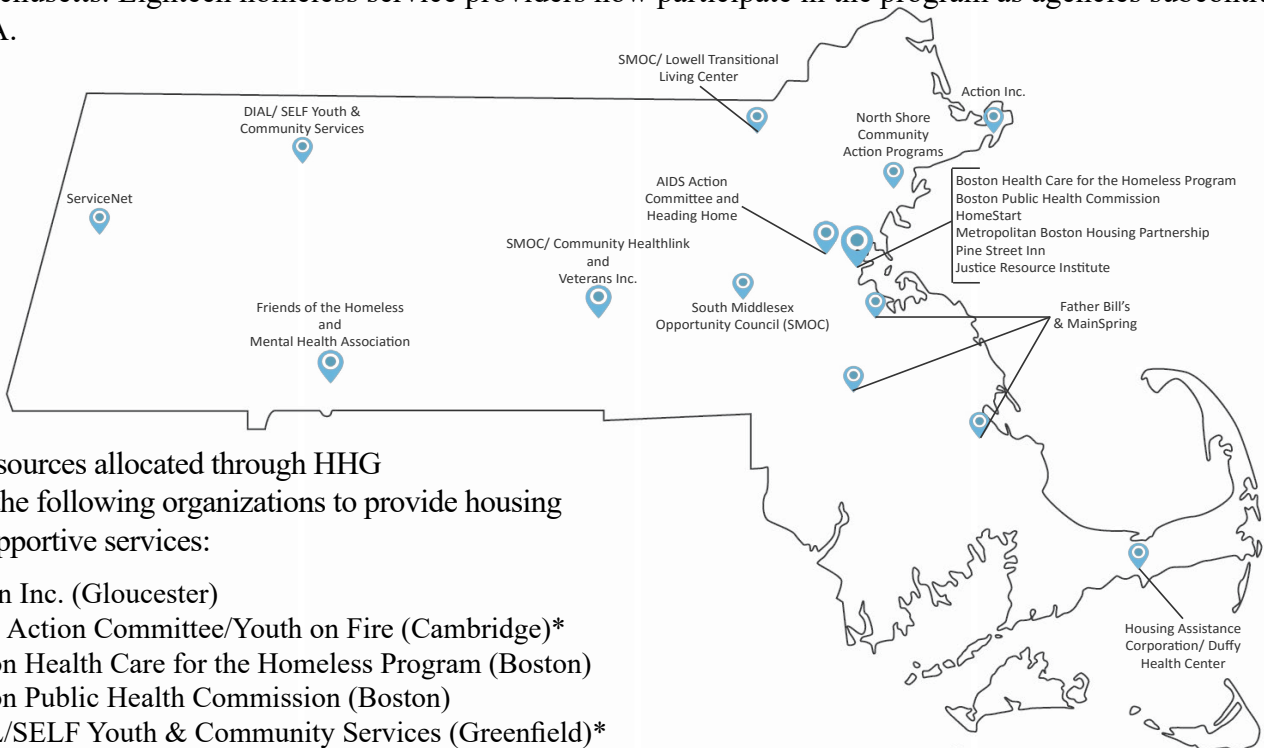 Eighteen homeless service providers now participate in the program as agencies
SMOC/ Lowell Transitional
Living Center
Action Inc.
DIAL/ SELF Youth &
Community Services
North Shore
Community
Action Programs
ServiceNet
AIDS Action
Committee and
Heading Home
Boston Health Care for the Homeless Program
Boston Public Health Commission
HomeStart
Metropolitan Boston Housing Partnership
Pine Street Inn
Justice Resource Institute
SMOC/ Community Healthlink
and
Veterans Inc.
South Middlesex
Opportunity Council (SMOC)
Father Bill's
& MainSpring
Friends of the Homeless
and
Mental Health Association
Housing Assistance
Corporation/ Duffy
Health Center
sources allocated through HHG
he following organizations to provide housing
pportive services:
n Inc. (Gloucester)
Action Committee/Youth on Fire (Cambridge)*
on Health Care for the Homeless Program (Boston)
on Public Health Commission (Boston)
L/SELF Youth & Community Services (Greenfield)*